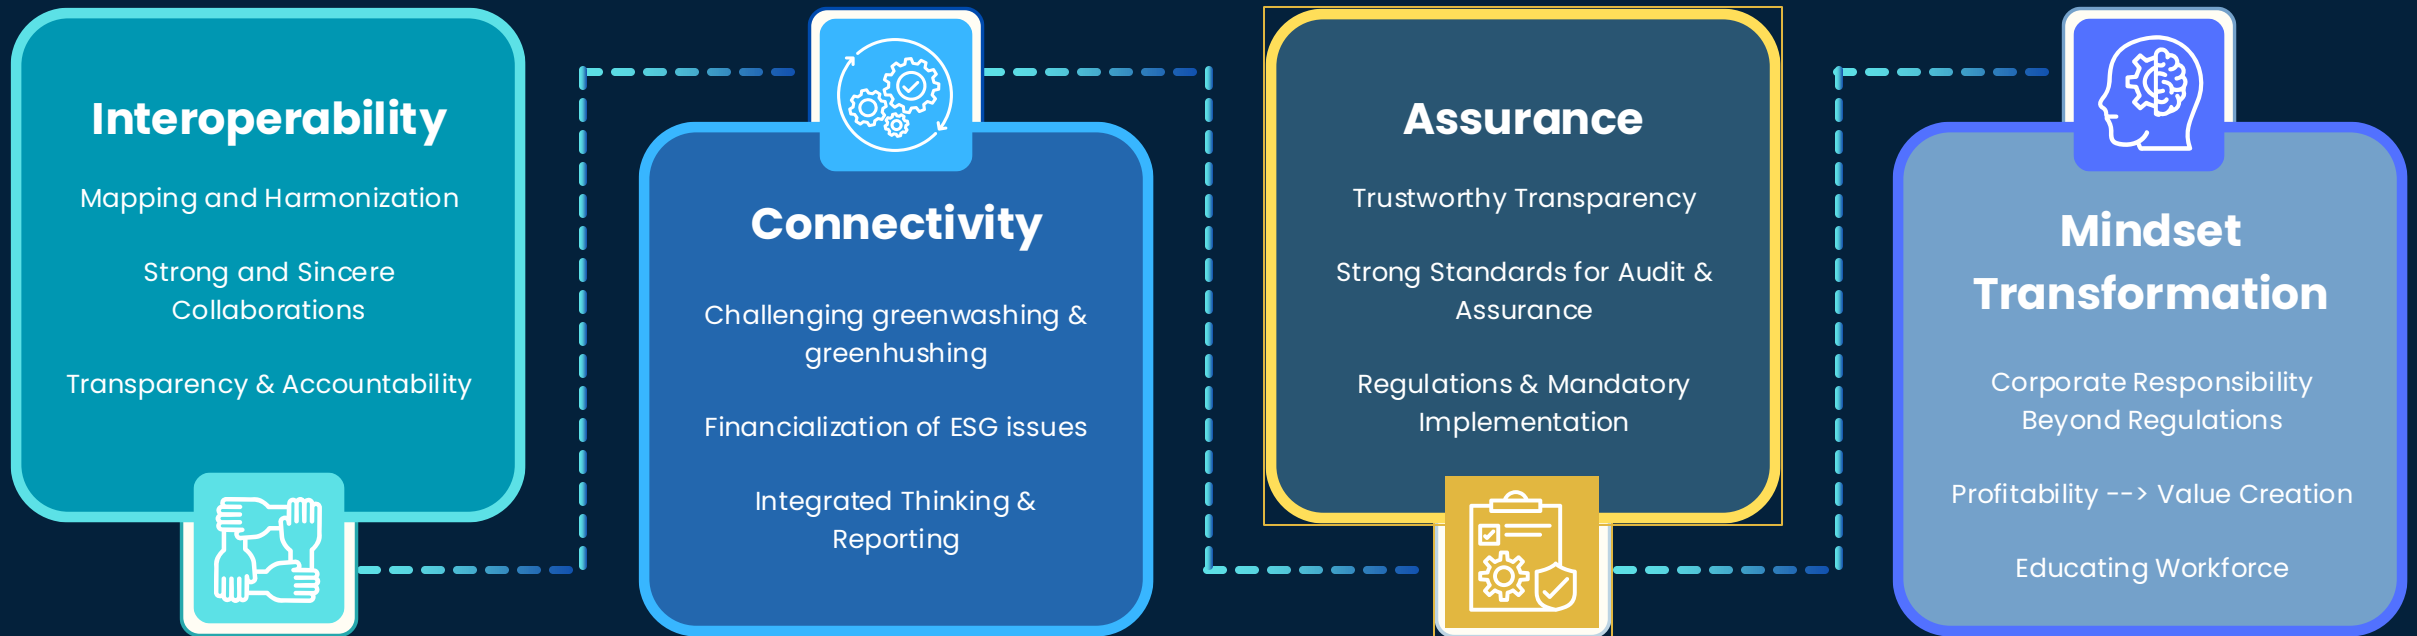 Interoperability
Mapping and Harmonization
Strong and Sincere
Collaborations
Transparency & Accountability
Connectivity
Challenging greenwashing &
greenhushing
Financialization of ESG issues
Integrated Thinking &
Reporting
Assurance
Trustworthy Transparency
Strong Standards for Audit &
Assurance
Regulations & Mandatory
Implementation
Mindset
Transformation
Corporate Responsibility
Beyond Regulations
Profitability --> Value Creation
Educating Workforce